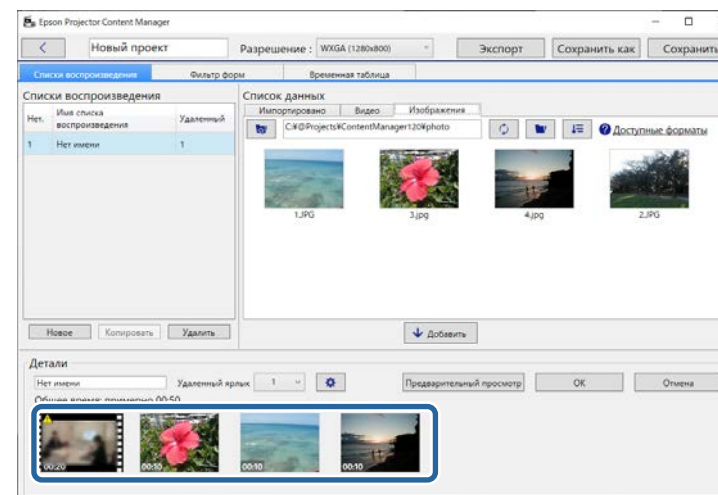 Epson Projector Content Manager
Новый проект
Разрешение :
WXGA (1280x800)
Экспорт
Сохранить как
Сохранить
Списки воспроизведения
Фильтр форм
Временная таблица
Списки воспроизведения
Нет.
Имя списка
воспроизведения
Удаленный
1
Нет имени
1
Новое
Копировать
Удалить
Список данных
Импортировано
Видео
Изображения
C:¥@Projects¥ContentManager120¥photo
Доступные форматы
1.JPG
3.jpg
4.jpg
2.JPG
Добавить
Детали
Нет имени
Удаленный ярлык
1
Предварительный просмотр
OK
Отмена
Общее время: примерно 00:50
00:20
00:10
00:10
00:10